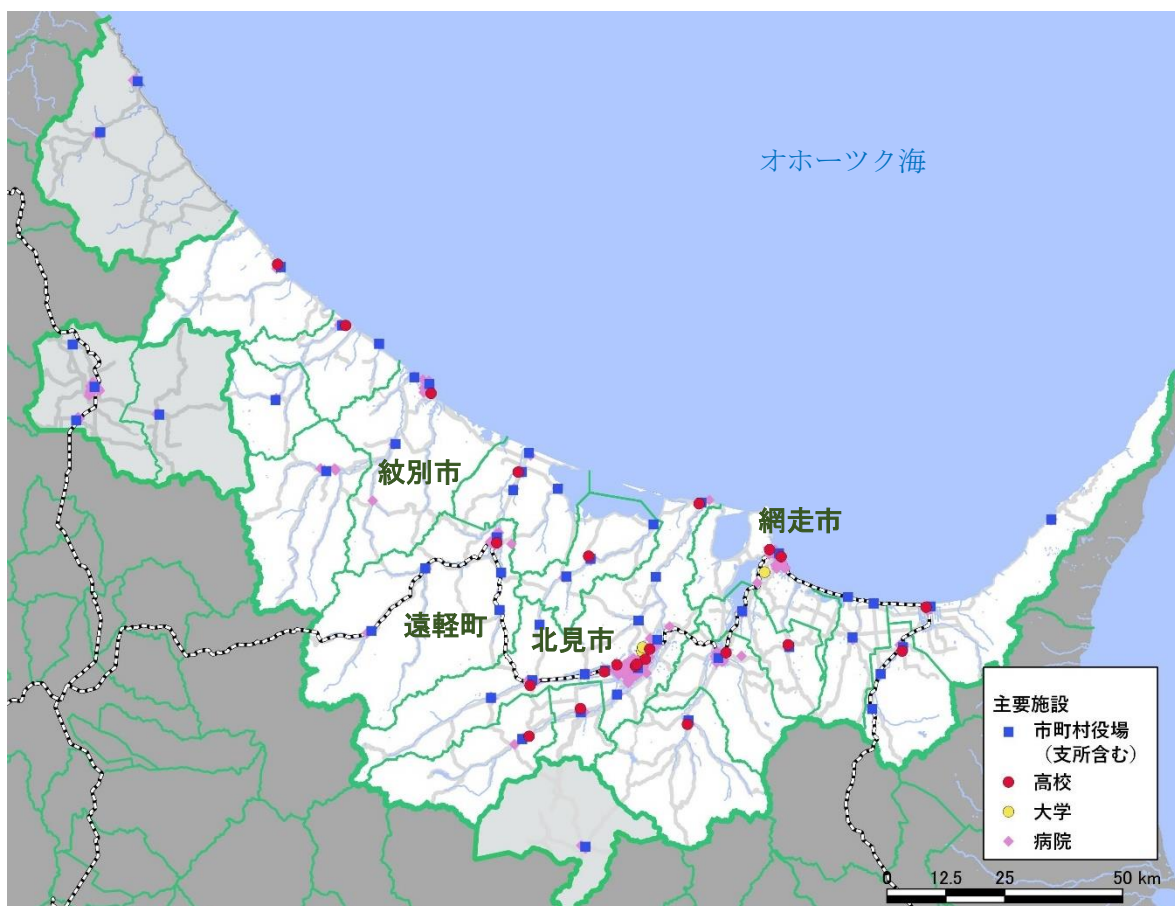 オホーツク海
紋別市
網走市
遠軽町
北見市
主要施設
市町村役場
(支所含む)
高校
大学
病院
0 12.5 25 50 km